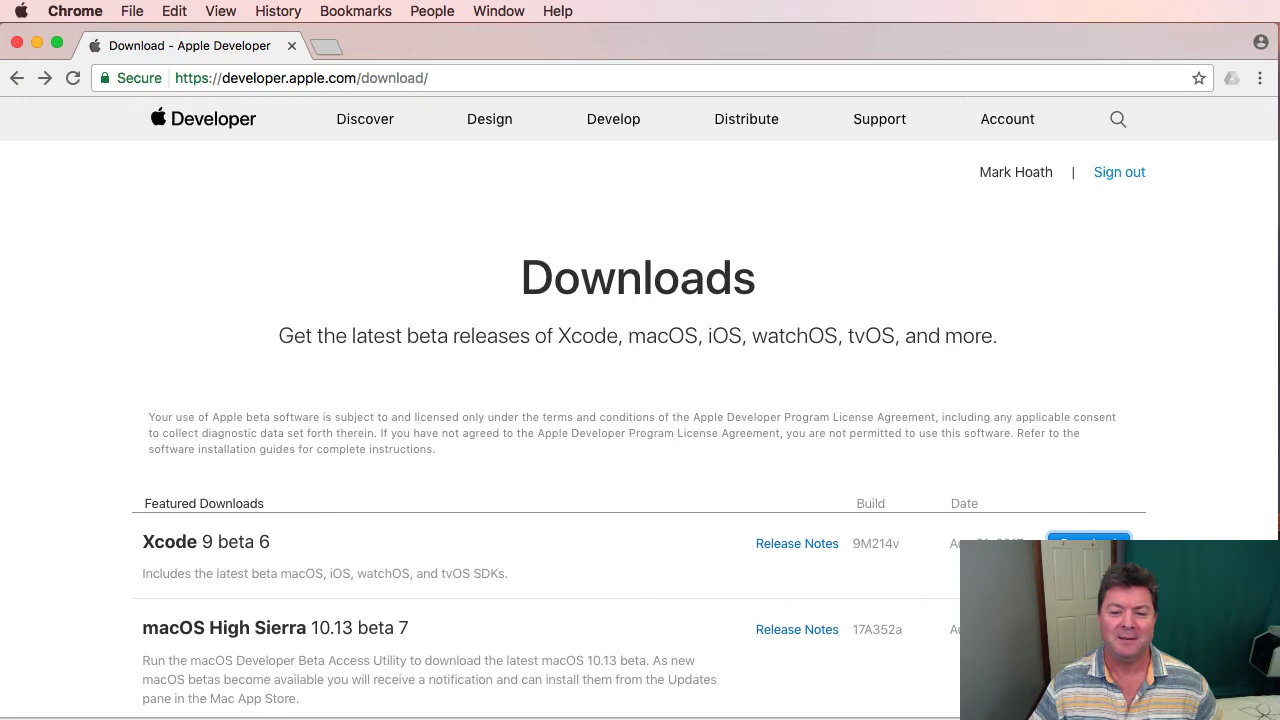 Chrome File Edit View History Bookmarks People Window Help
Download - Apple Developer
Secure https://developer.apple.com/download/
Developer Discover Design Develop Distribute Support Account
Mark Hoath | Sign out
Downloads
Get the latest beta releases of Xcode, macOS, iOS, watchOS, tvOS, and more.
Your use of Apple beta software is subject to and licensed only under the terms and conditions of the Apple Developer Program License Agreement, including any applicable consent
to collect diagnostic data set forth therein. If you have not agreed to the Apple Developer Program License Agreement, you are not permitted to use this software. Refer to the
software installation guides for complete instructions.
Featured Downloads Build Date
Xcode 9 beta 6 Release Notes 9M214v
Includes the latest beta macOS, iOS, watchOS, and tvOS SDKs.
macOS High Sierra 10.13 beta 7 Release Notes 17A352a
Run the macOS Developer Beta Access Utility to download the latest macOS 10.13 beta. As new
macOS betas become available you will receive a notification and can install them from the Updates
pane in the Mac App Store.